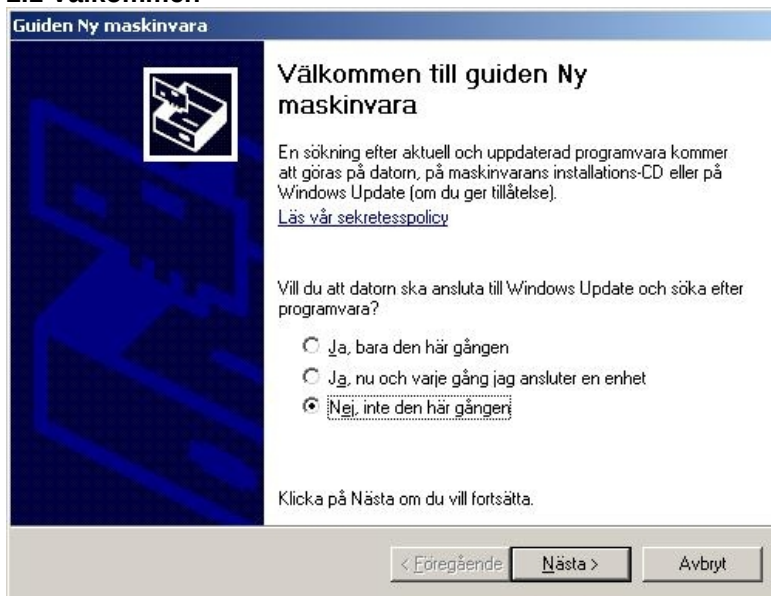 2.2 Välkommen
Guiden Ny maskinvara
Välkommen till guiden Ny
maskinvara
En sökning efter aktuell och uppdaterad programvara kommer
att göras på datorn, på maskinvarans installations-CD eller på
Windows Update (om du ger tillåtelse).
Läs vår sekretesspolicy
Vill du att datorn ska ansluta till Windows Update och söka efter
programvara?
Ja, bara den här gången
Ja, nu och varje gång jag ansluter en enhet
Nej, inte den här gången
Klicka på Nästa om du vill fortsätta.
< Föregående
Nästa >
Avbryt